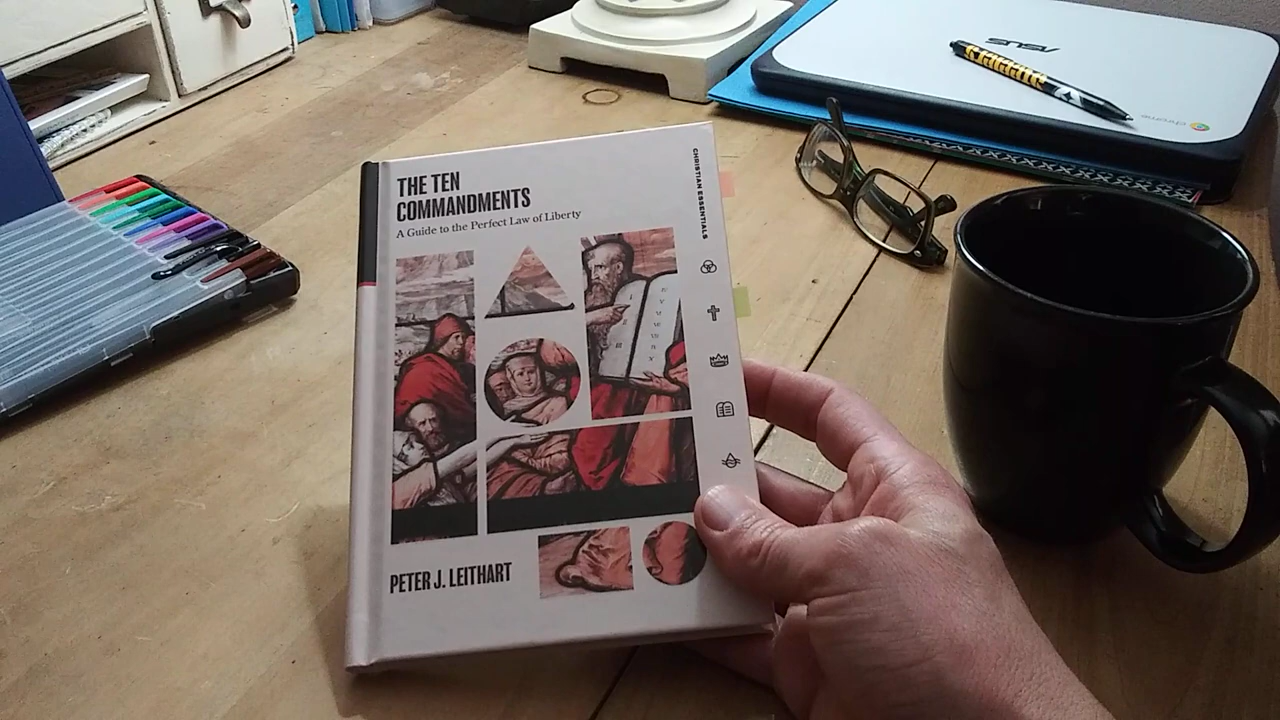 THE TEN
COMMANDMENTS
A Guide to the Perfect Law of Liberty
CHRISTIAN ESSENTIALS
PETER J. LEITHART
ASUS
chrome